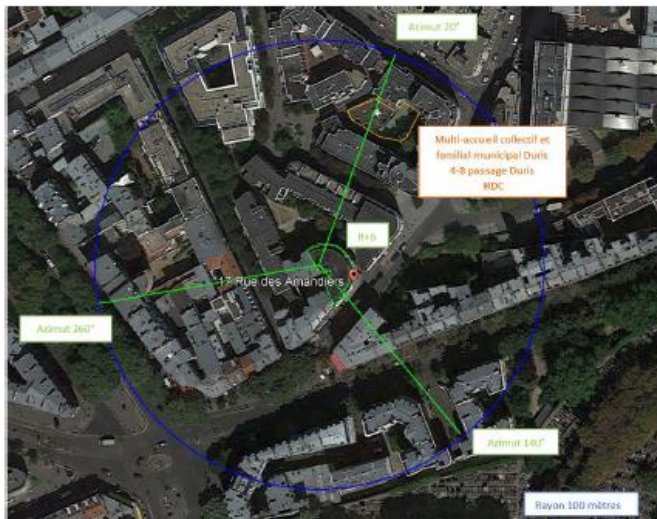 Azimut 20°
Multi-accueil collectif et
familial municipal Duris
4-8 passage Duris
RDC
R+6
17 Rue des Amandiers
Azimut 260°
Azimut 140°
Rayon 100 mètres